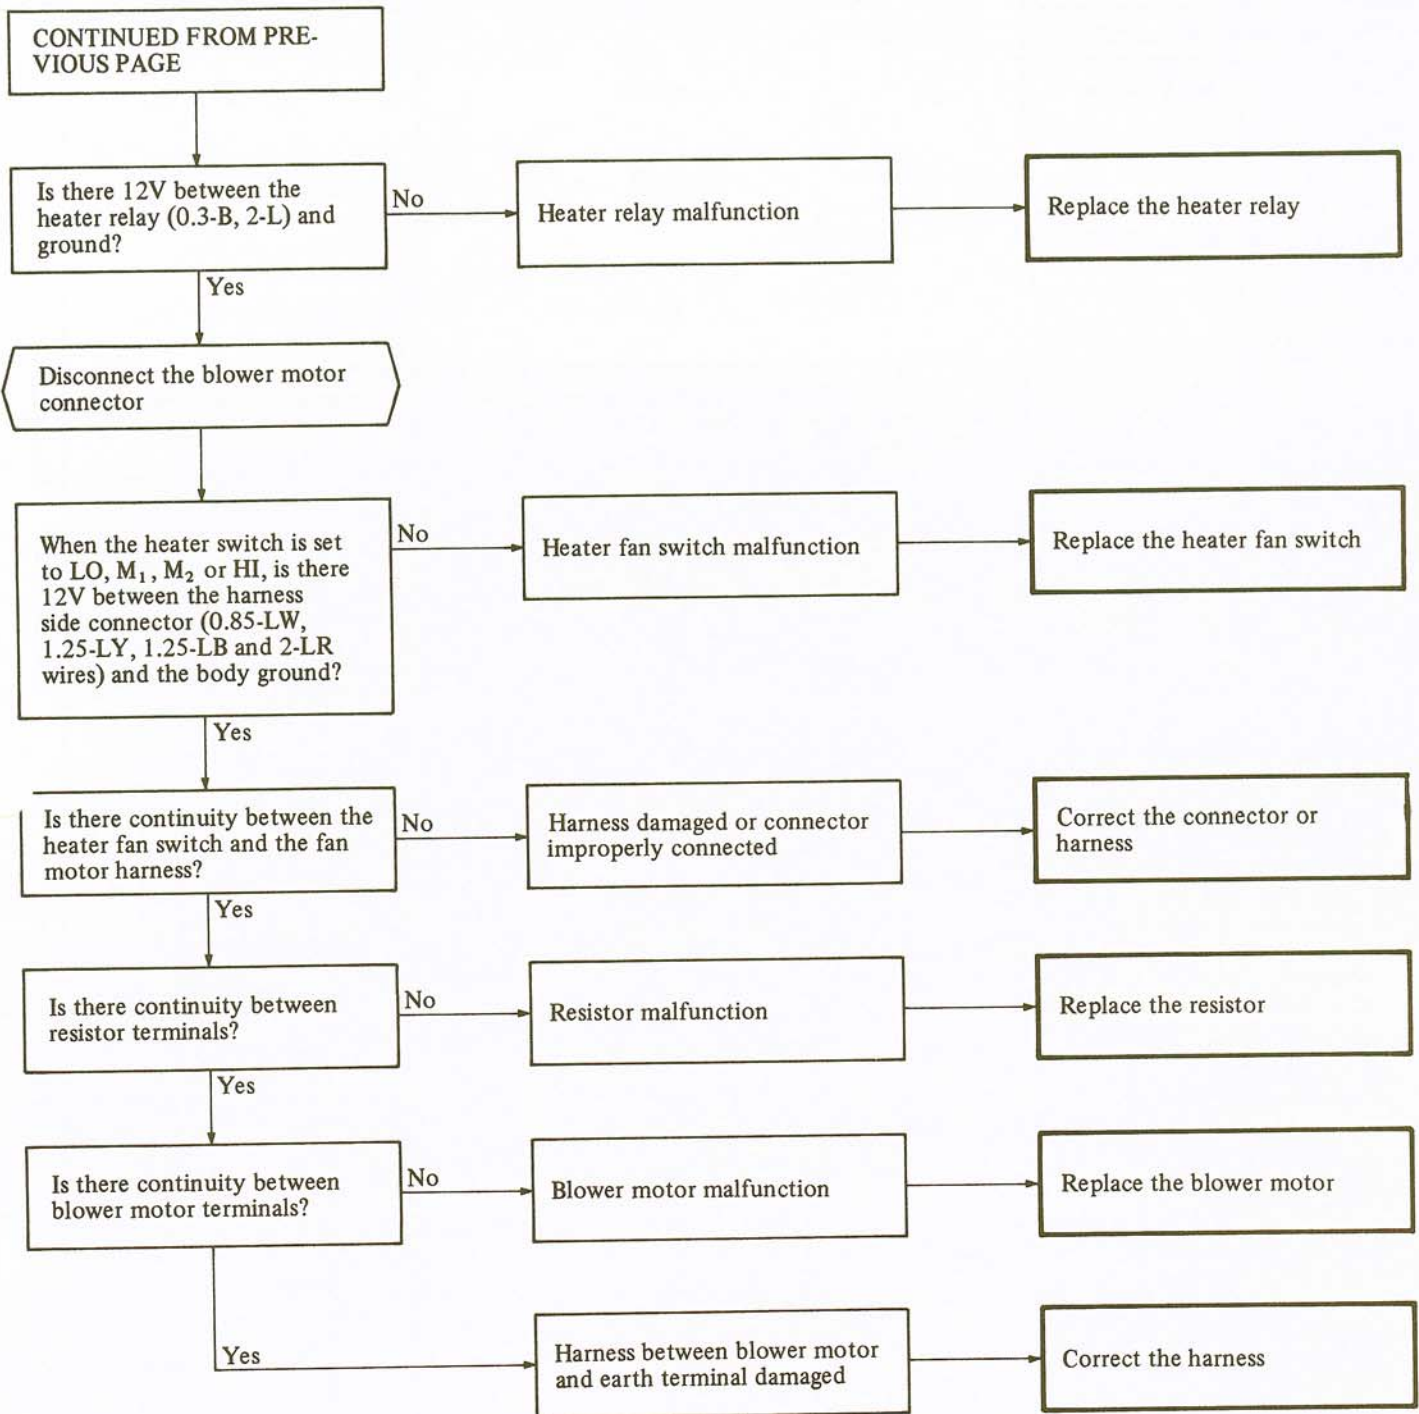 CONTINUED FROM PRE-
VIOUS PAGE
Is there 12V between the
heater relay (0.3-B, 2-L) and
ground?
No
Heater relay malfunction
Replace the heater relay
Yes
Disconnect the blower motor
connector
When the heater switch is set
to LO, M₁, M₂ or HI, is there
12V between the harness
side connector (0.85-LW,
1.25-LY, 1.25-LB and 2-LR
wires) and the body ground?
No
Heater fan switch malfunction
Replace the heater fan switch
Yes
Is there continuity between the
heater fan switch and the fan
motor harness?
No
Harness damaged or connector
improperly connected
Correct the connector or
harness
Yes
Is there continuity between
resistor terminals?
No
Resistor malfunction
Replace the resistor
Yes
Is there continuity between
blower motor terminals?
No
Blower motor malfunction
Replace the blower motor
Yes
Harness between blower motor
and earth terminal damaged
Correct the harness